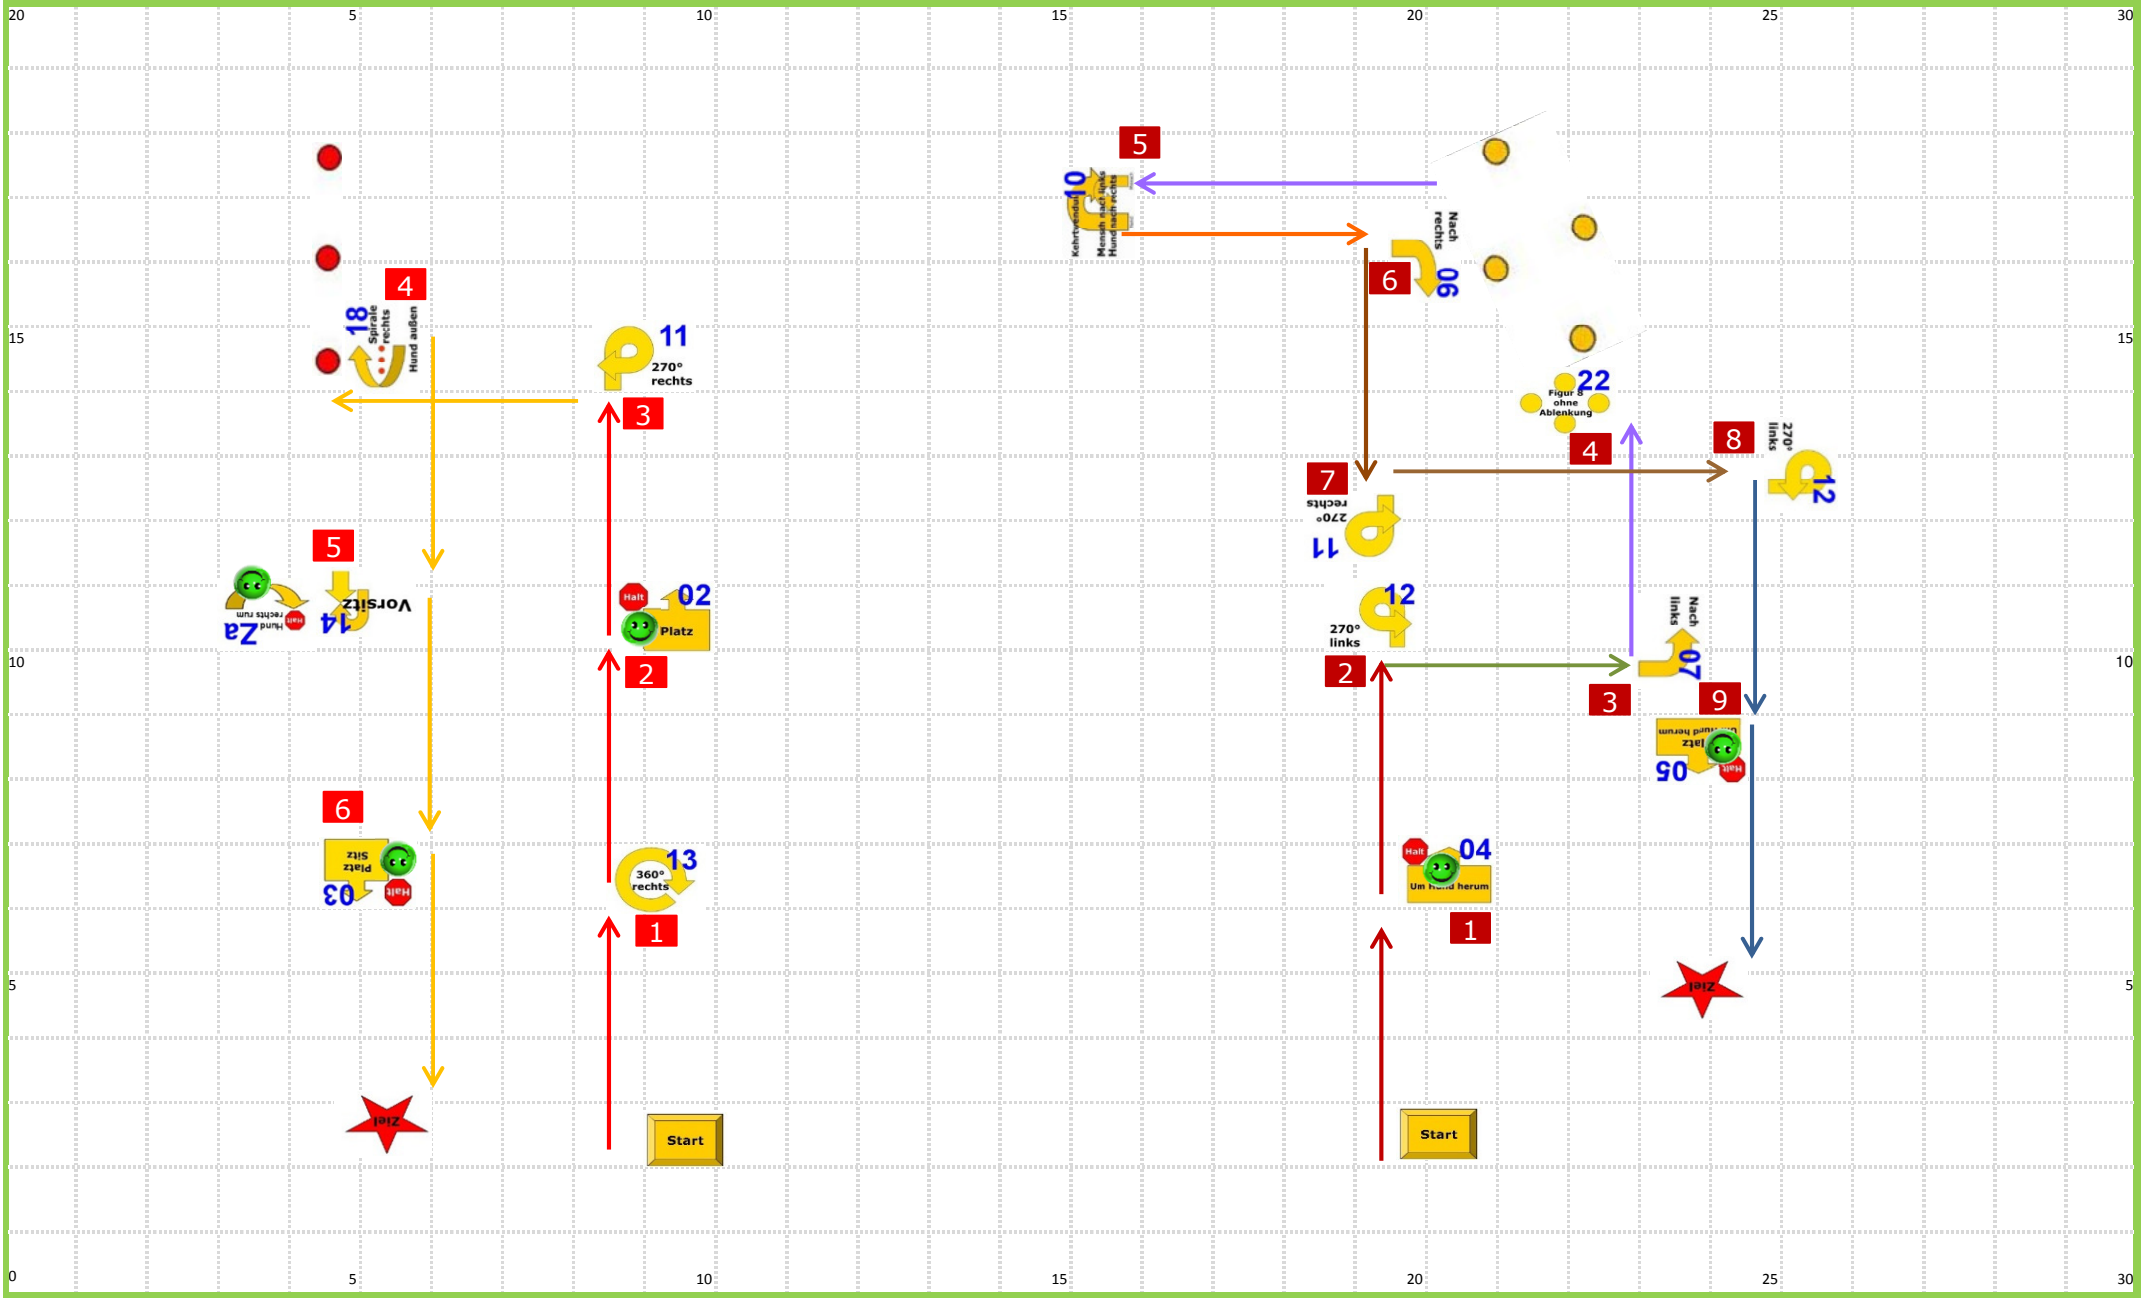 20 5 10 15 20 25 30
5
10
18
Spirale
rechts
Hund außen
4
Nach
rechts
06
6
11
270°
rechts
15
15
3
22
Figur 8
ohne
Ablenkung
4
8
270°
links
12
7
270°
rechts
11
5
Vorsitz
14
Hund
rechts rum
Halt
2a
Halt
02
Platz
2
12
270°
links
2
Nach
links
07
3
10
10
9
Um Hund herum
Platz
Halt
05
6
Platz
Sitz
Halt
03
13
360°
rechts
1
Halt
04
Um Hund herum
1
5
5
Ziel
Ziel
Start
Start
Kehrtwendung
Mensch nach links
Hund nach rechts
0 5 10 15 20 25 30